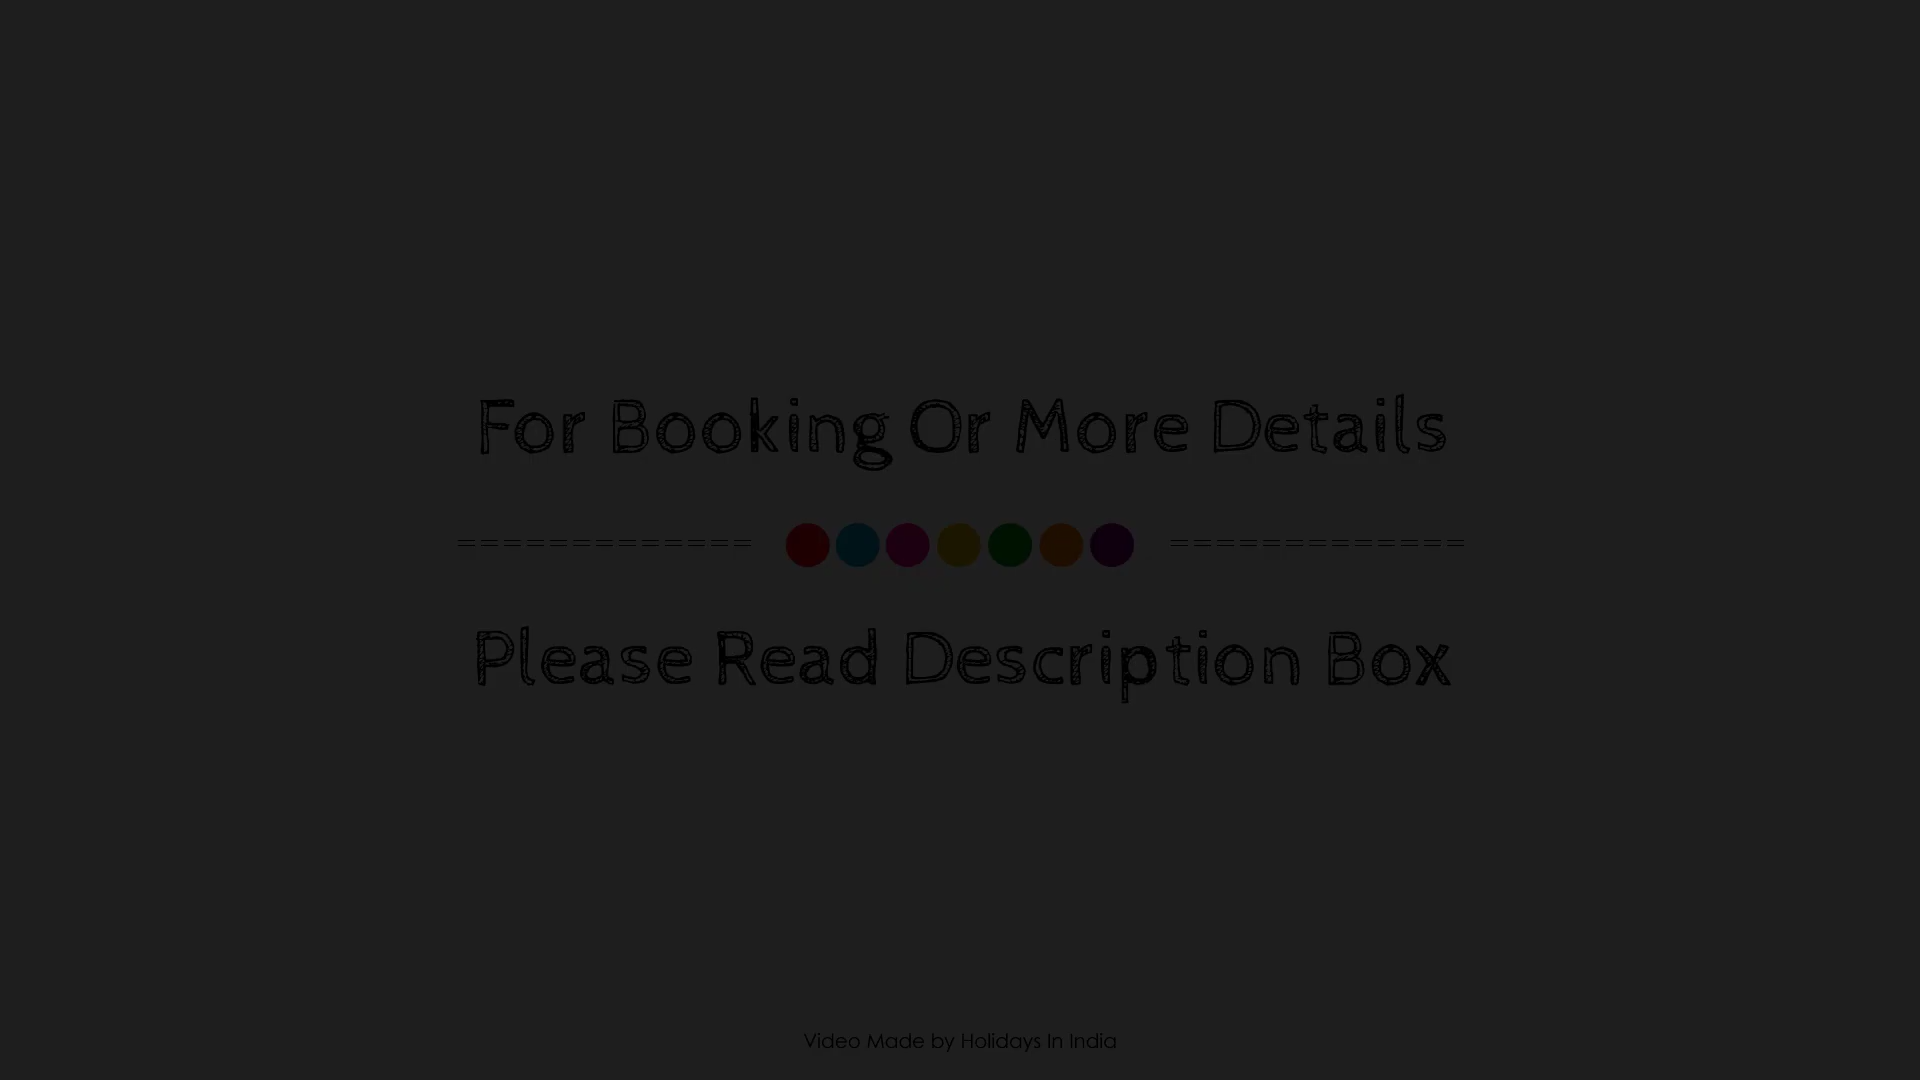 For Booking Or More Details
============= =============
Please Read Description Box
Video Made by Holidays In India